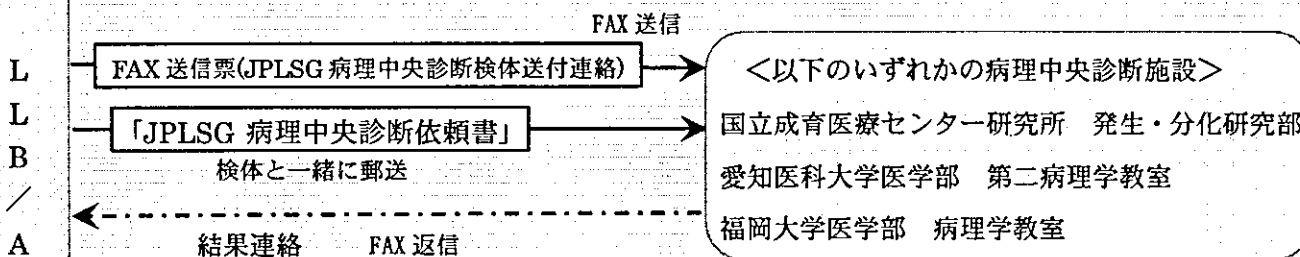 FAX 送信
FAX 送信票(JPLSG 病理中央診断検体送付連絡)
「JPLSG 病理中央診断依頼書」
検体と一緒に郵送
結果連絡 FAX 返信
L
L
B
/
A
<以下のいずれかの病理中央診断施設>
国立成育医療センター研究所 発生・分化研究部
愛知医科大学医学部 第二病理学教室
福岡大学医学部 病理学教室